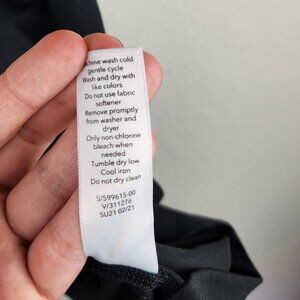 chine wash cold
gentle cycle
Wash and dry with
like colors
Do not use fabric
softener
Remove promptly
from washer and
dryer
Only non-chlorine
bleach when
needed
Tumble dry low
Cool iron
Do not dry clean
S/599615-00
V/311276
SU21 02/21